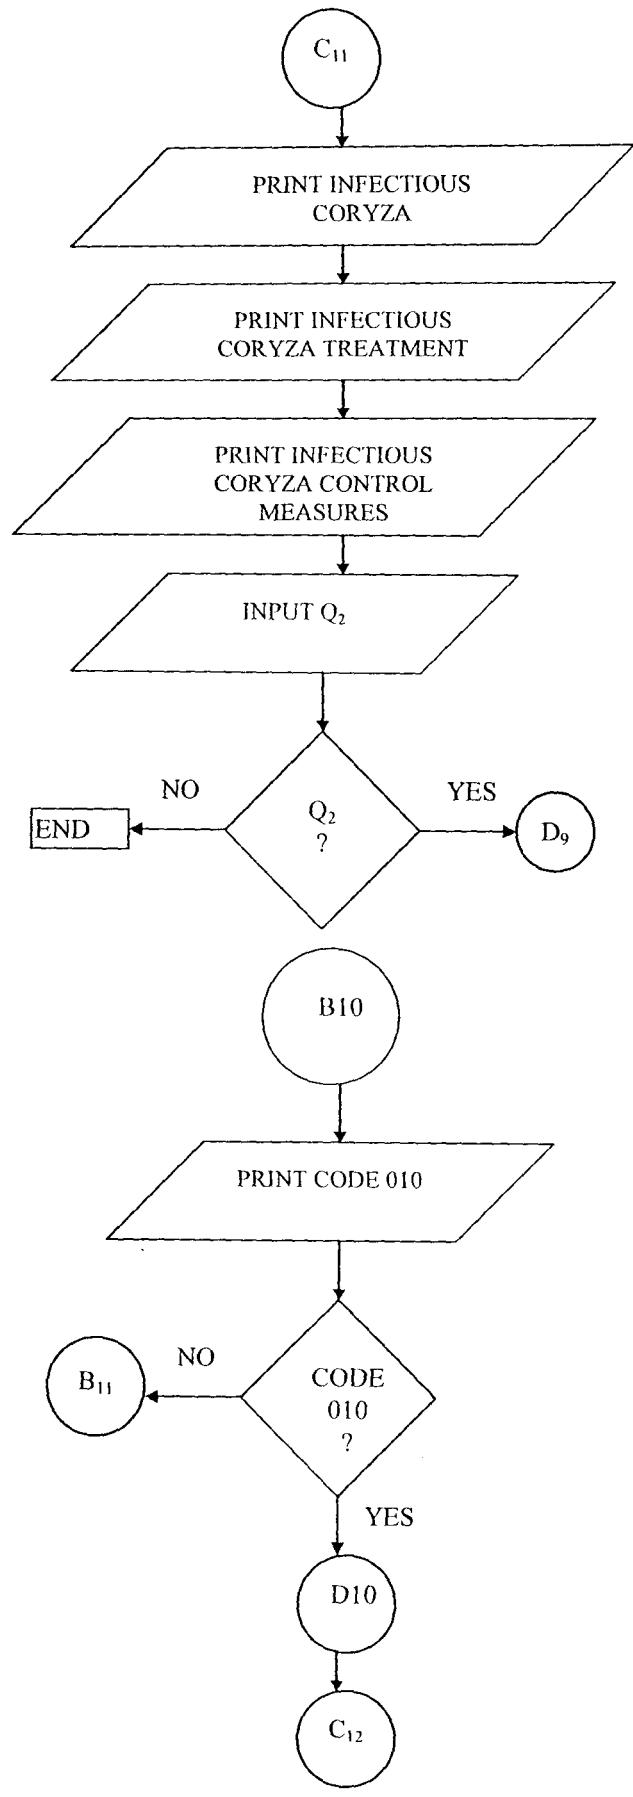 C₁₁
PRINT INFECTIOUS
CORYZA
PRINT INFECTIOUS
CORYZA TREATMENT
PRINT INFECTIOUS
CORYZA CONTROL
MEASURES
INPUT Q₂
NO
YES
Q₂
?
END
D₉
B10
PRINT CODE 010
NO
B₁₁
CODE
010
?
YES
D10
C₁₂